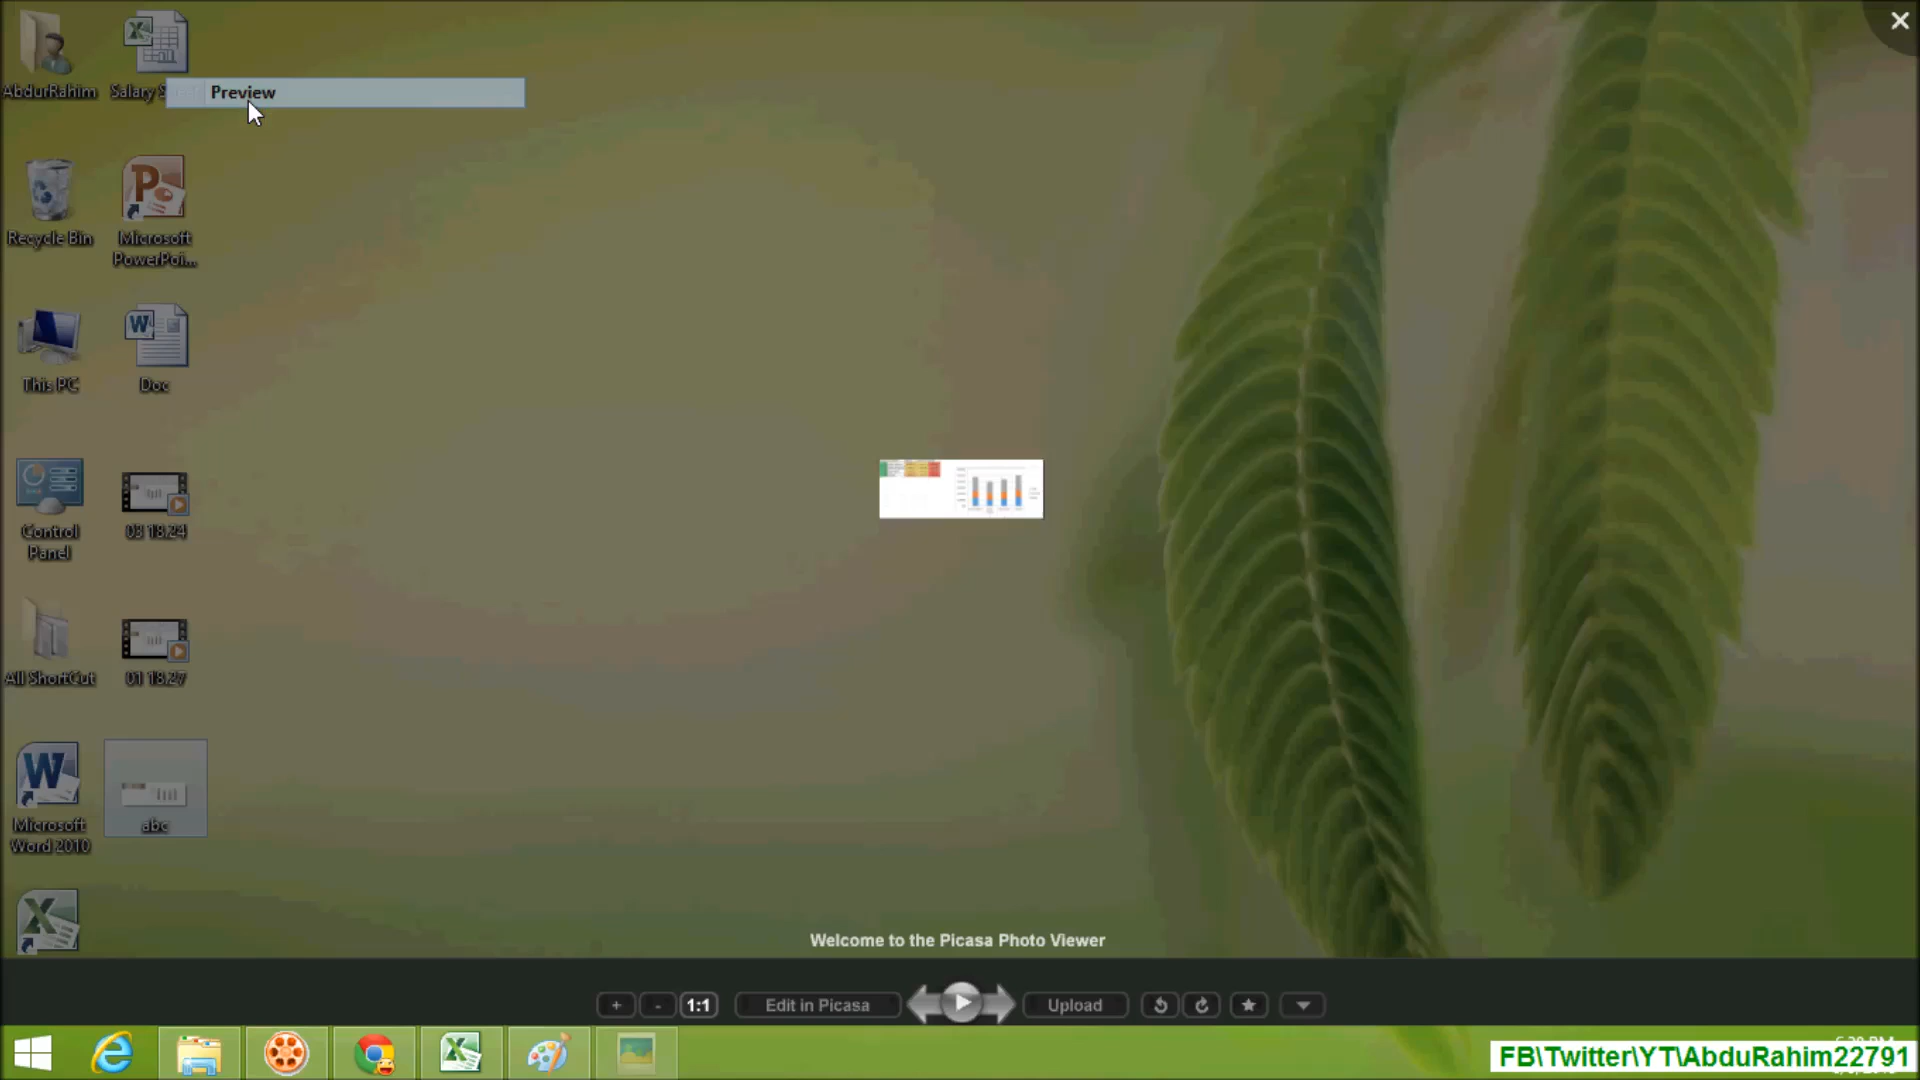 AbdurRahim
Salary S
Preview
Recycle Bin
Microsoft
PowerPoi...
This PC
Doc
Control
Panel
03 18.24
All ShortCut
01 18.27
Microsoft
Word 2010
abc
Welcome to the Picasa Photo Viewer
+
-
1:1
Edit in Picasa
Upload
FB\Twitter\YT\AbduRahim22791